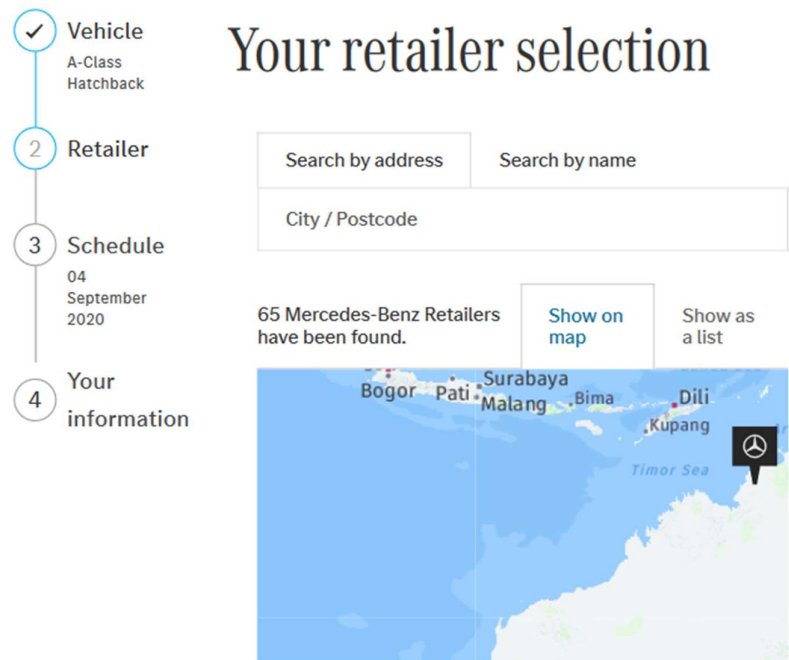 Vehicle
A-Class
Hatchback
2
Retailer
3
Schedule
04
September
2020
4
Your
information
Your retailer selection
Search by address
Search by name
City / Postcode
65 Mercedes-Benz Retailers
have been found.
Show on
map
Show as
a list
Bogor
Pati
Surabaya
Malang
Bima
Dili
Kupang
Timor Sea